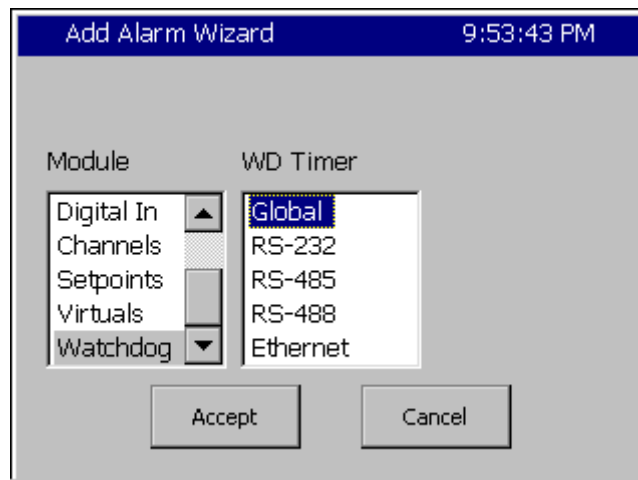 Add Alarm Wizard 9:53:43 PM
Module WD Timer
Digital In Global
Channels RS-232
Setpoints RS-485
Virtuals RS-488
Watchdog Ethernet
Accept Cancel